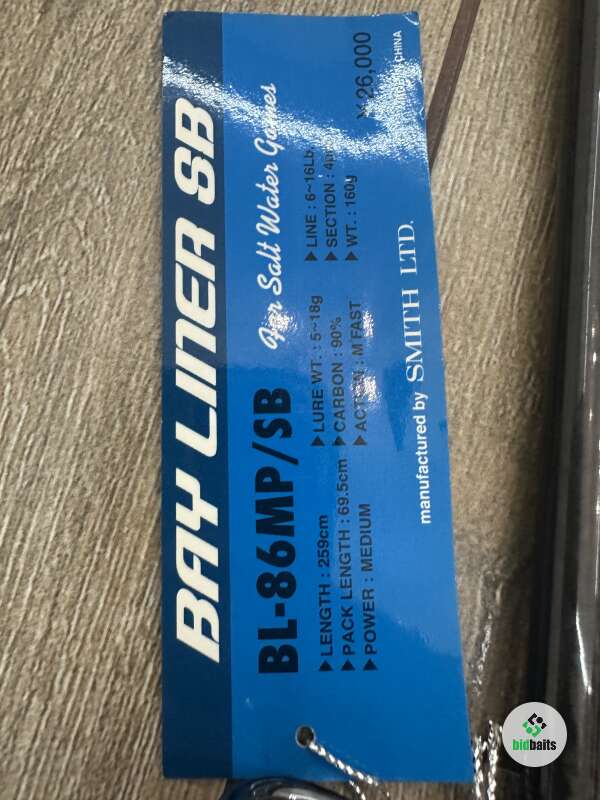 BAY LINER SB
BL-86MP/SB For Salt Water Games
▶LENGTH : 259cm ▶LURE WT. : 5~18g ▶LINE : 6~16Lb.
▶PACK LENGTH : 69.5cm ▶CARBON : 90% ▶SECTION :
▶POWER : MEDIUM ▶ACTION : M FAST ▶WT. : 160g
¥26,000
manufactured by SMITH LTD.
CHINA
bidbaits